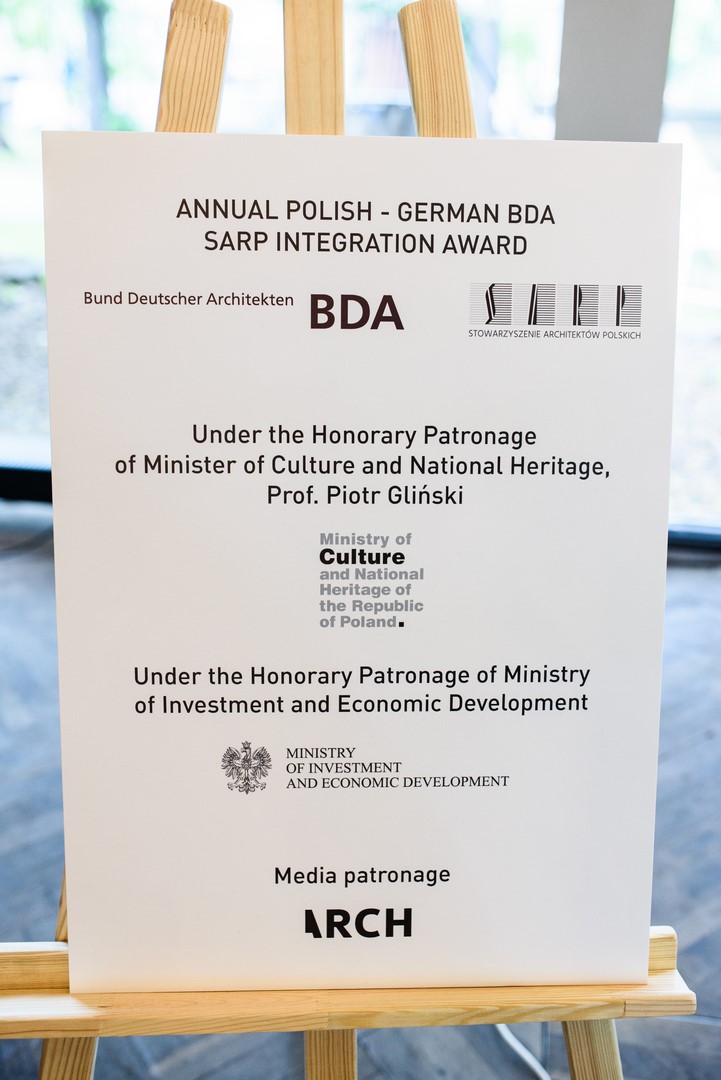 ANNUAL POLISH - GERMAN BDA
SARP INTEGRATION AWARD
Bund Deutscher Architekten BDA
SARP
STOWARZYSZENIE ARCHITEKTÓW POLSKICH
Under the Honorary Patronage
of Minister of Culture and National Heritage,
Prof. Piotr Gliński
Ministry of
Culture
and National
Heritage of
the Republic
of Poland.
Under the Honorary Patronage of Ministry
of Investment and Economic Development
MINISTRY
OF INVESTMENT
AND ECONOMIC DEVELOPMENT
Media patronage
ARCH